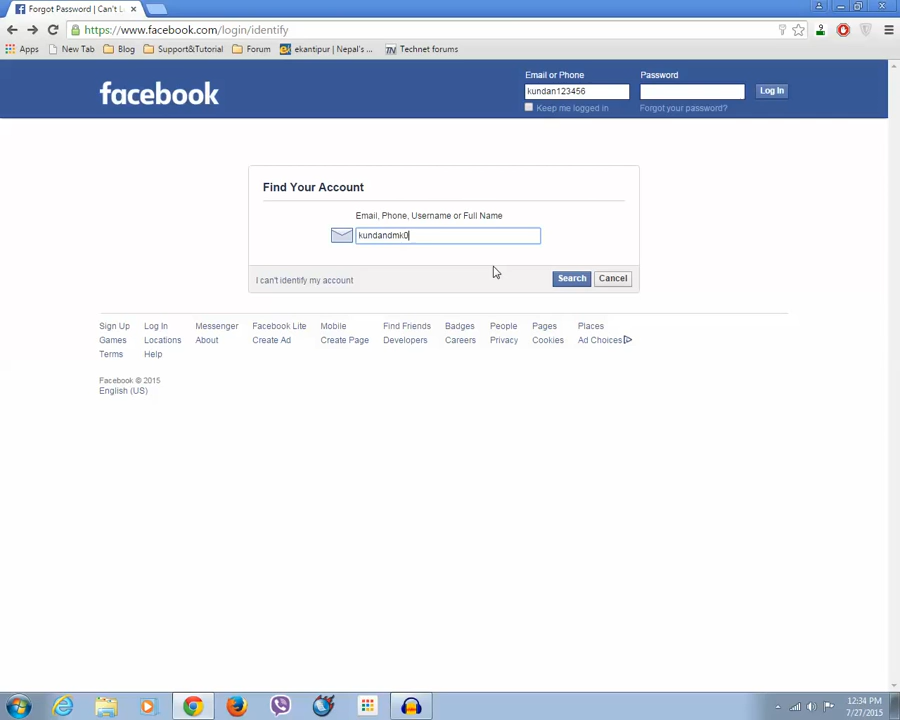 Forgot Password | Can't L
https://www.facebook.com/login/identify
Apps New Tab Blog Support&Tutorial Forum ekantipur | Nepal's ... Technet forums
facebook
Email or Phone Password
kundan123456 Log In
Keep me logged in Forgot your password?
Find Your Account
Email, Phone, Username or Full Name
kundandmk0
I can't identify my account Search Cancel
Sign Up Log In Messenger Facebook Lite Mobile Find Friends Badges People Pages Places
Games Locations About Create Ad Create Page Developers Careers Privacy Cookies Ad Choices
Terms Help
Facebook © 2015
English (US)
12:34 PM
7/27/2015